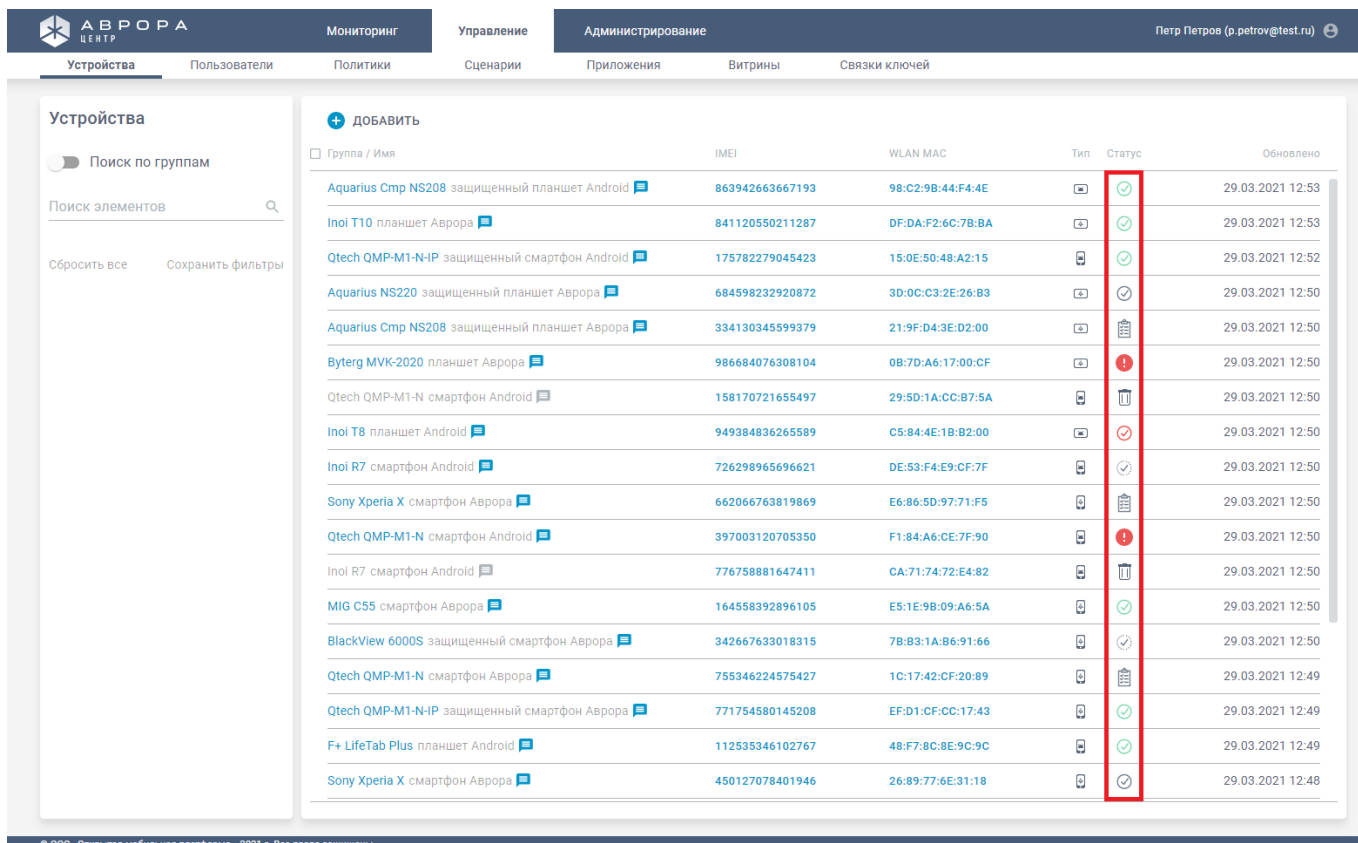 АВРОРА
ЦЕНТР
Мониторинг Управление Администрирование Петр Петров (p.petrov@test.ru)
Устройства Пользователи Политики Сценарии Приложения Витрины Связки ключей
Устройства
Поиск по группам
Поиск элементов
Сбросить все Сохранить фильтры
ДОБАВИТЬ
Группа / Имя IMEI WLAN MAC Тип Статус Обновлено
Aquarius Cmp NS208 защищенный планшет Android 863942663667193 98:C2:9B:44:F4:4E 29.03.2021 12:53
Inoi T10 планшет Аврора 841120550211287 DF:DA:F2:6C:7B:BA 29.03.2021 12:53
Qtech QMP-M1-N-IP защищенный смартфон Android 175782279045423 15:0E:50:48:A2:15 29.03.2021 12:52
Aquarius NS220 защищенный планшет Аврора 684598232920872 3D:0C:C3:2E:26:B3 29.03.2021 12:50
Aquarius Cmp NS208 защищенный планшет Аврора 334130345599379 21:9F:D4:3E:D2:00 29.03.2021 12:50
Byterg MVK-2020 планшет Аврора 986684076308104 0B:7D:A6:17:00:CF 29.03.2021 12:50
Qtech QMP-M1-N смартфон Android 158170721655497 29:5D:1A:CC:B7:5A 29.03.2021 12:50
Inoi T8 планшет Android 949384836265589 C5:84:4E:1B:B2:00 29.03.2021 12:50
Inoi R7 смартфон Android 726298965696621 DE:53:F4:E9:CF:7F 29.03.2021 12:50
Sony Xperia X смартфон Аврора 662066763819869 E6:86:5D:97:71:F5 29.03.2021 12:50
Qtech QMP-M1-N смартфон Android 397003120705350 F1:84:A6:CE:7F:90 29.03.2021 12:50
Inoi R7 смартфон Android 776758881647411 CA:71:74:72:E4:82 29.03.2021 12:50
MIG C55 смартфон Аврора 164558392896105 E5:1E:9B:09:A6:5A 29.03.2021 12:50
BlackView 6000S защищенный смартфон Аврора 342667633018315 7B:B3:1A:B6:91:66 29.03.2021 12:50
Qtech QMP-M1-N смартфон Аврора 755346224575427 1C:17:42:CF:20:89 29.03.2021 12:49
Qtech QMP-M1-N-IP защищенный смартфон Аврора 771754580145208 EF:D1:CF:CC:17:43 29.03.2021 12:49
F+ LifeTab Plus планшет Android 112535346102767 48:F7:8C:8E:9C:9C 29.03.2021 12:49
Sony Xperia X смартфон Аврора 450127078401946 26:89:77:6E:31:18 29.03.2021 12:48